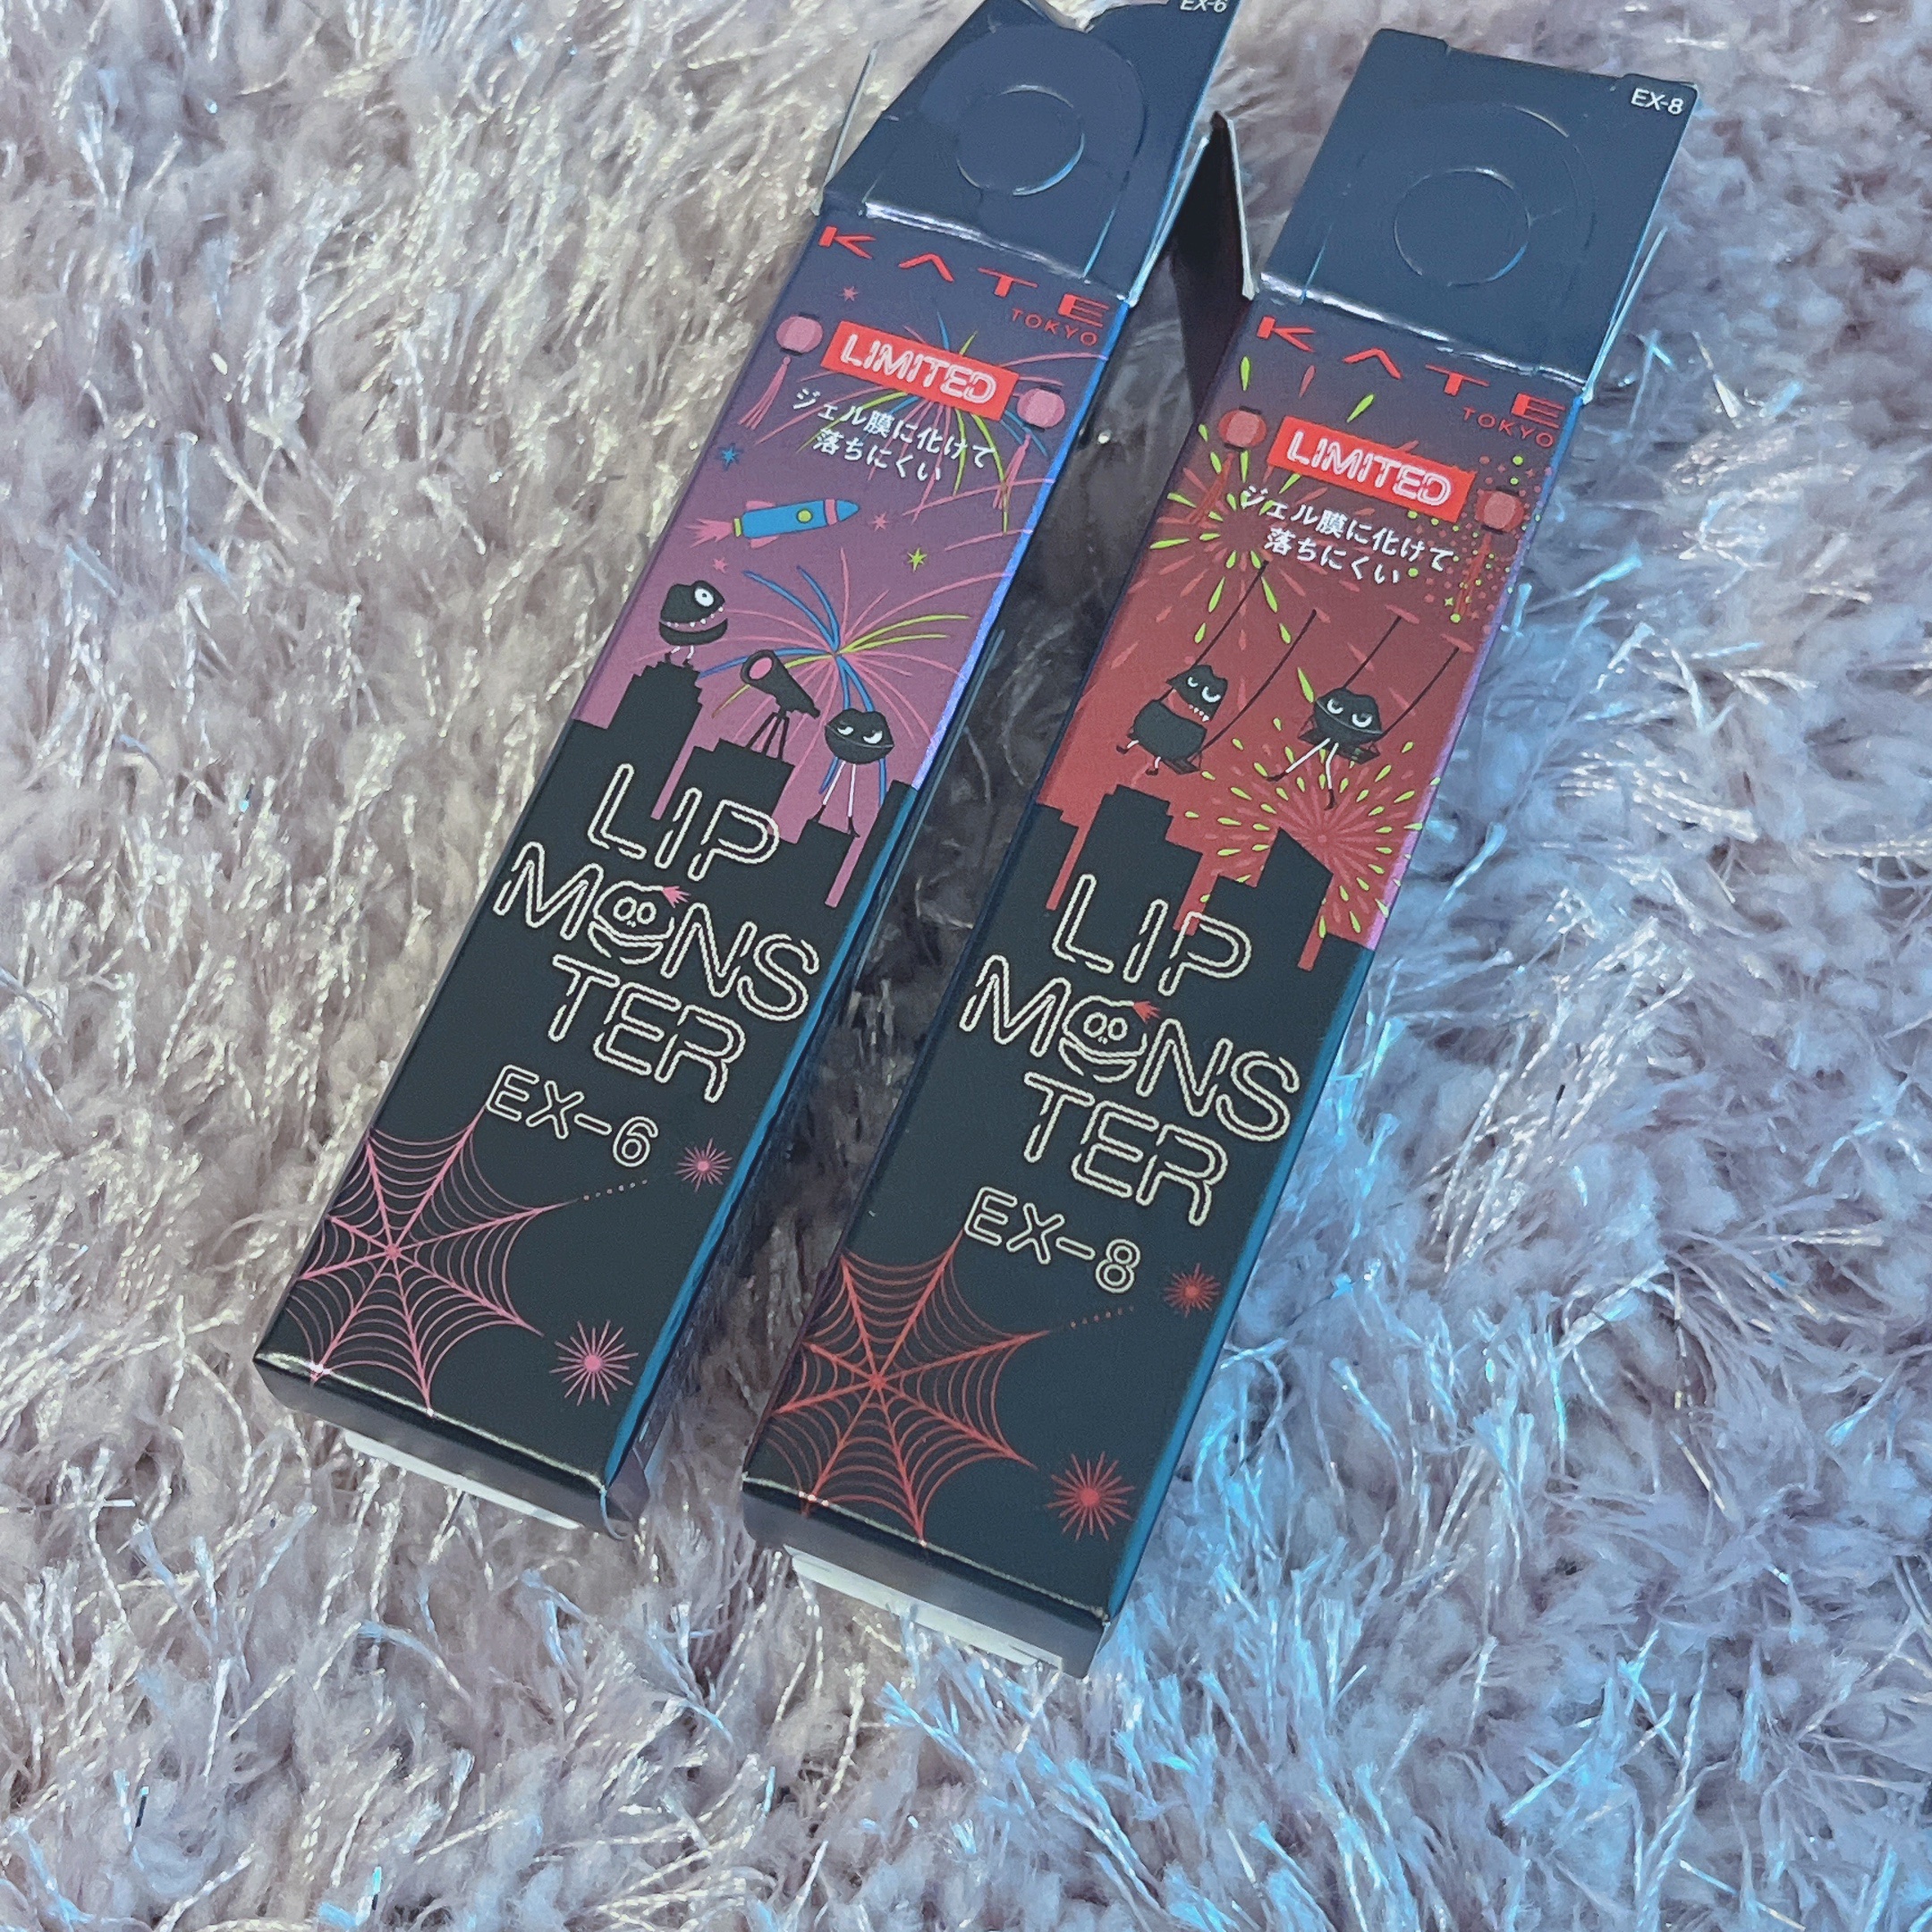 EX-6
KATE
TOKYO
LIMITED
ジェル膜に化けて
落ちにくい
LIP
MONS
TER
EX-6
EX-8
KATE
TOKYO
LIMITED
ジェル膜に化けて
落ちにくい
LIP
MONS
TER
EX-8